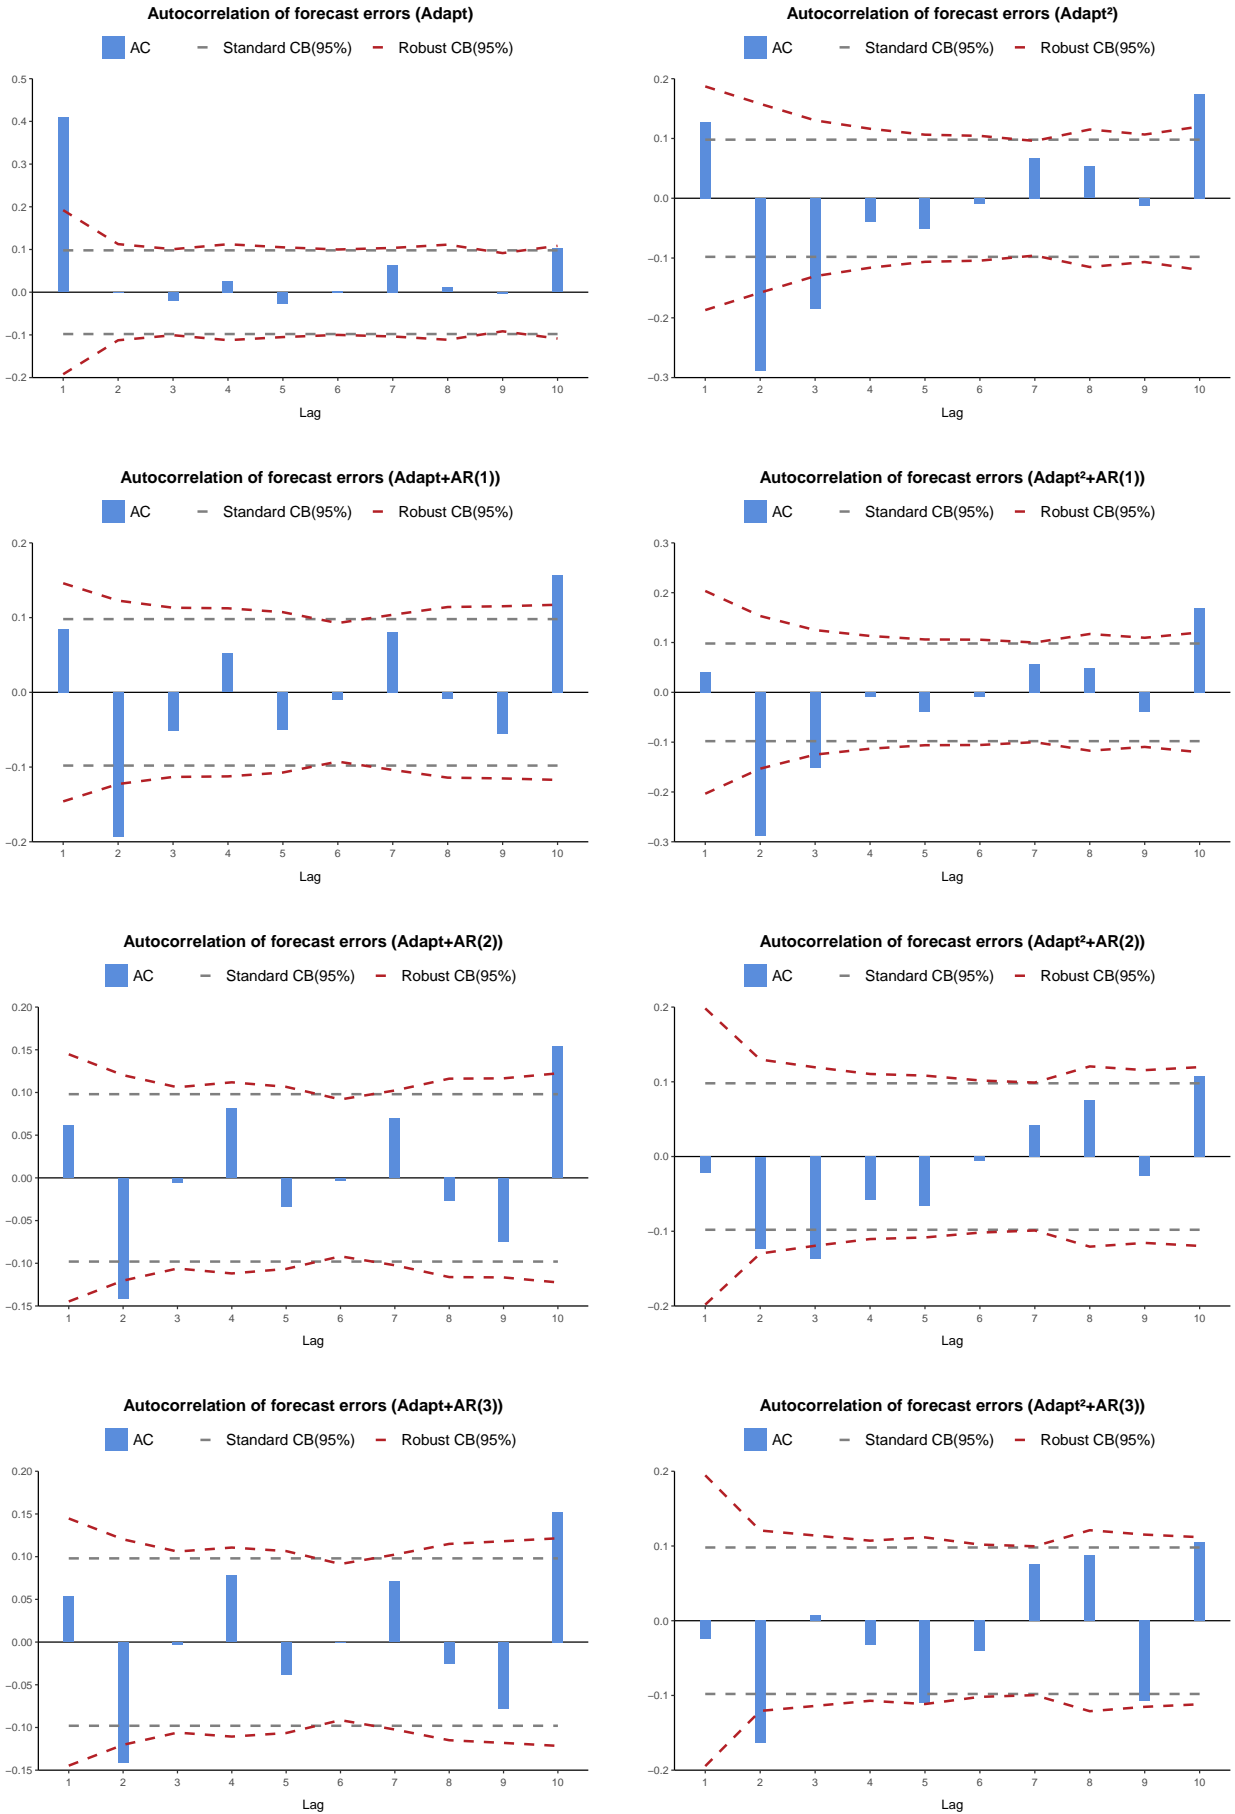 Autocorrelation of forecast errors (Adapt)
AC Standard CB(95%) Robust CB(95%)
0.5
0.4
0.3
0.2
0.1
0.0
−0.1
−0.2
1 2 3 4 5 6 7 8 9 10
Lag
Autocorrelation of forecast errors (Adapt²)
AC Standard CB(95%) Robust CB(95%)
0.2
0.1
0.0
−0.1
−0.2
−0.3
1 2 3 4 5 6 7 8 9 10
Lag
Autocorrelation of forecast errors (Adapt+AR(1))
AC Standard CB(95%) Robust CB(95%)
0.2
0.1
0.0
−0.1
−0.2
1 2 3 4 5 6 7 8 9 10
Lag
Autocorrelation of forecast errors (Adapt²+AR(1))
AC Standard CB(95%) Robust CB(95%)
0.3
0.2
0.1
0.0
−0.1
−0.2
−0.3
1 2 3 4 5 6 7 8 9 10
Lag
Autocorrelation of forecast errors (Adapt+AR(2))
AC Standard CB(95%) Robust CB(95%)
0.20
0.15
0.10
0.05
0.00
−0.05
−0.10
−0.15
1 2 3 4 5 6 7 8 9 10
Lag
Autocorrelation of forecast errors (Adapt²+AR(2))
AC Standard CB(95%) Robust CB(95%)
0.2
0.1
0.0
−0.1
−0.2
1 2 3 4 5 6 7 8 9 10
Lag
Autocorrelation of forecast errors (Adapt+AR(3))
AC Standard CB(95%) Robust CB(95%)
0.20
0.15
0.10
0.05
0.00
−0.05
−0.10
−0.15
1 2 3 4 5 6 7 8 9 10
Lag
Autocorrelation of forecast errors (Adapt²+AR(3))
AC Standard CB(95%) Robust CB(95%)
0.2
0.1
0.0
−0.1
−0.2
1 2 3 4 5 6 7 8 9 10
Lag